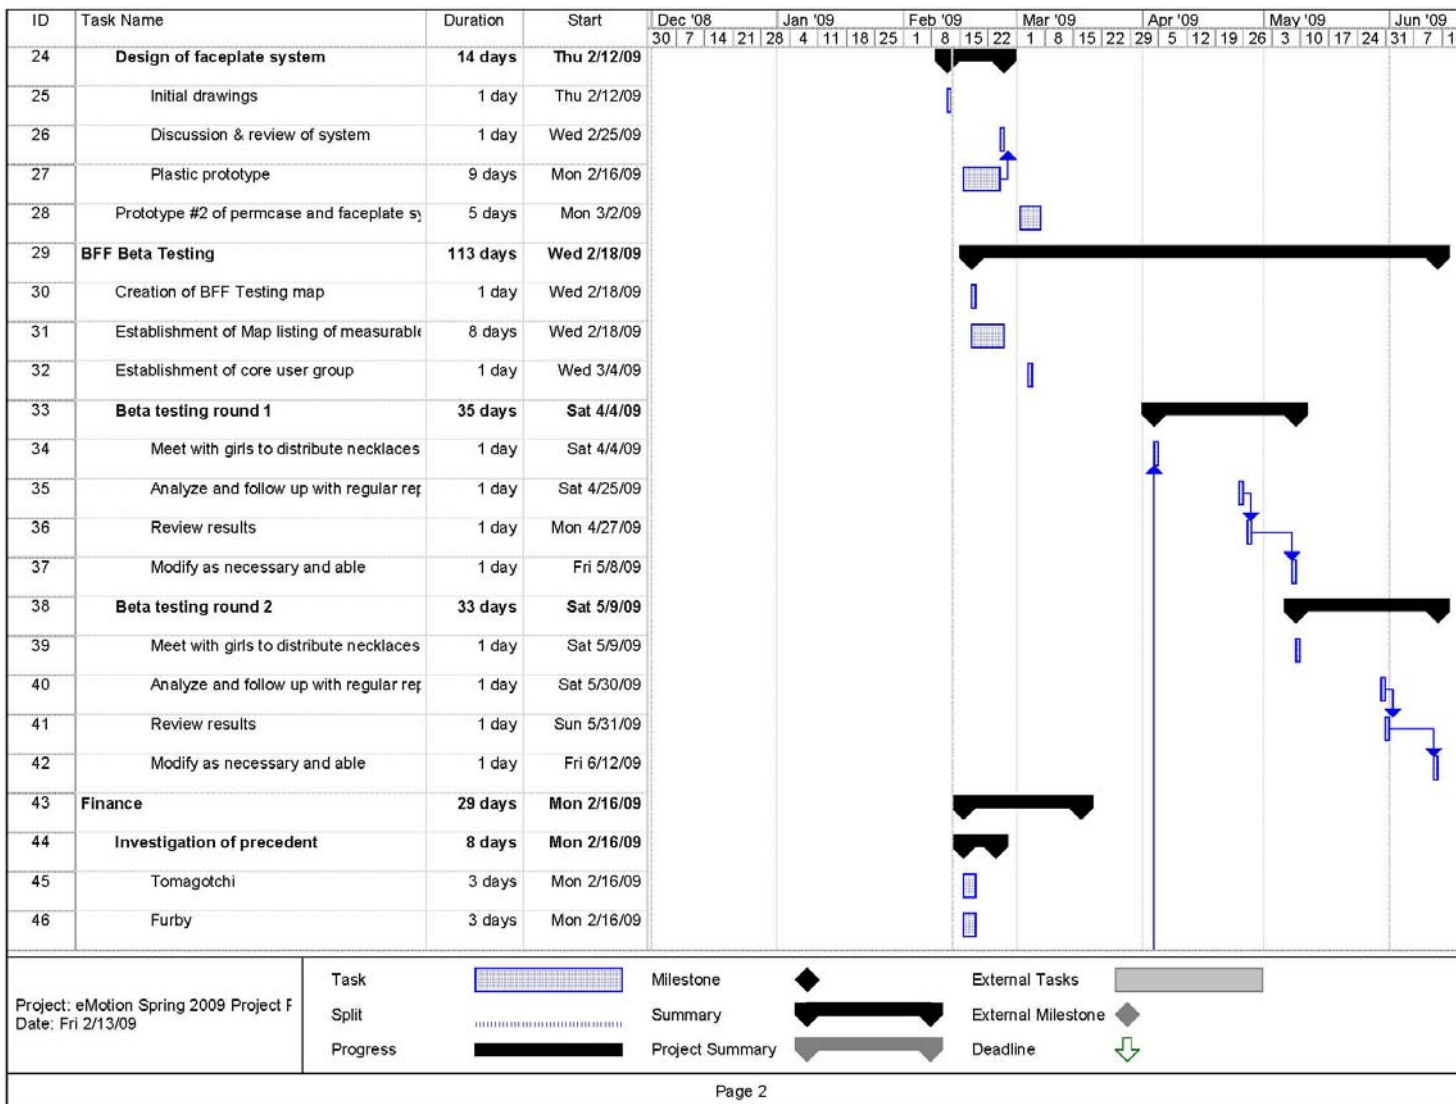 ID Task Name Duration Start Dec '08 Jan '09 Feb '09 Mar '09 Apr '09 May '09 Jun '09
30 7 14 21 28 4 11 18 25 1 8 15 22 1 8 15 22 29 5 12 19 26 3 10 17 24 31 7 1
24 Design of faceplate system 14 days Thu 2/12/09
25 Initial drawings 1 day Thu 2/12/09
26 Discussion & review of system 1 day Wed 2/25/09
27 Plastic prototype 9 days Mon 2/16/09
28 Prototype #2 of permcase and faceplate sy 5 days Mon 3/2/09
29 BFF Beta Testing 113 days Wed 2/18/09
30 Creation of BFF Testing map 1 day Wed 2/18/09
31 Establishment of Map listing of measurable 8 days Wed 2/18/09
32 Establishment of core user group 1 day Wed 3/4/09
33 Beta testing round 1 35 days Sat 4/4/09
34 Meet with girls to distribute necklaces 1 day Sat 4/4/09
35 Analyze and follow up with regular rep 1 day Sat 4/25/09
36 Review results 1 day Mon 4/27/09
37 Modify as necessary and able 1 day Fri 5/8/09
38 Beta testing round 2 33 days Sat 5/9/09
39 Meet with girls to distribute necklaces 1 day Sat 5/9/09
40 Analyze and follow up with regular rep 1 day Sat 5/30/09
41 Review results 1 day Sun 5/31/09
42 Modify as necessary and able 1 day Fri 6/12/09
43 Finance 29 days Mon 2/16/09
44 Investigation of precedent 8 days Mon 2/16/09
45 Tomagotchi 3 days Mon 2/16/09
46 Furby 3 days Mon 2/16/09
Project: eMotion Spring 2009 Project P
Date: Fri 2/13/09
Task Milestone External Tasks
Split Summary External Milestone
Progress Project Summary Deadline
Page 2